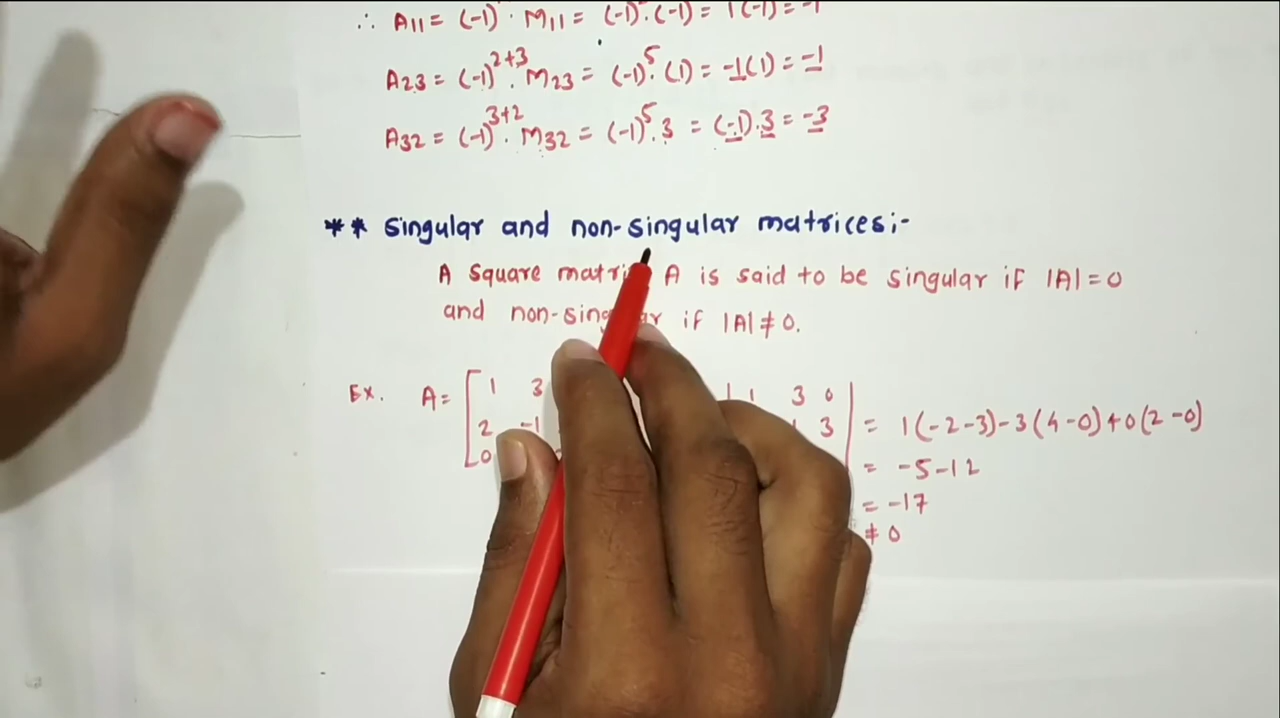 ∴ A11 = (-1) · M11 = (-1)·(-1) = 1(-1) = -1
A23 = (-1)^2+3 · M23 = (-1)^5 · (1) = -1(1) = -1
A32 = (-1)^3+2 · M32 = (-1)^5 · 3 = (-1)·3 = -3
** Singular and non-singular matrices:-
A square A is said to be singular if |A| = 0
and if |A| ≠ 0.
Ex. A = [ 1 3 3 0
2 -1 3 | = 1(-2-3)-3(4-0)+0(2-0)
0 = -5-12
= -17
≠ 0